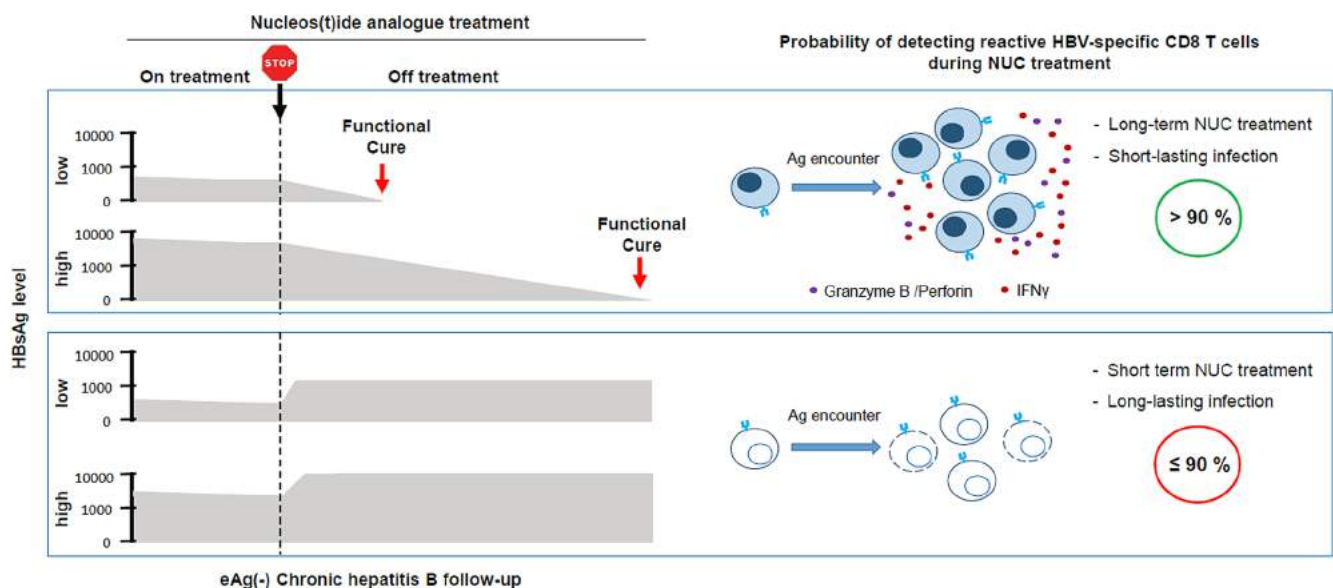 Nucleos(t)ide analogue treatment
STOP
On treatment
Off treatment
Probability of detecting reactive HBV-specific CD8 T cells
during NUC treatment
HBsAg level
low
10000
1000
0
Functional
Cure
high
10000
1000
0
Functional
Cure
Ag encounter
Granzyme B /Perforin
IFNγ
- Long-term NUC treatment
- Short-lasting infection
> 90 %
low
10000
1000
0
high
10000
1000
0
Ag encounter
- Short term NUC treatment
- Long-lasting infection
≤ 90 %
eAg(-) Chronic hepatitis B follow-up